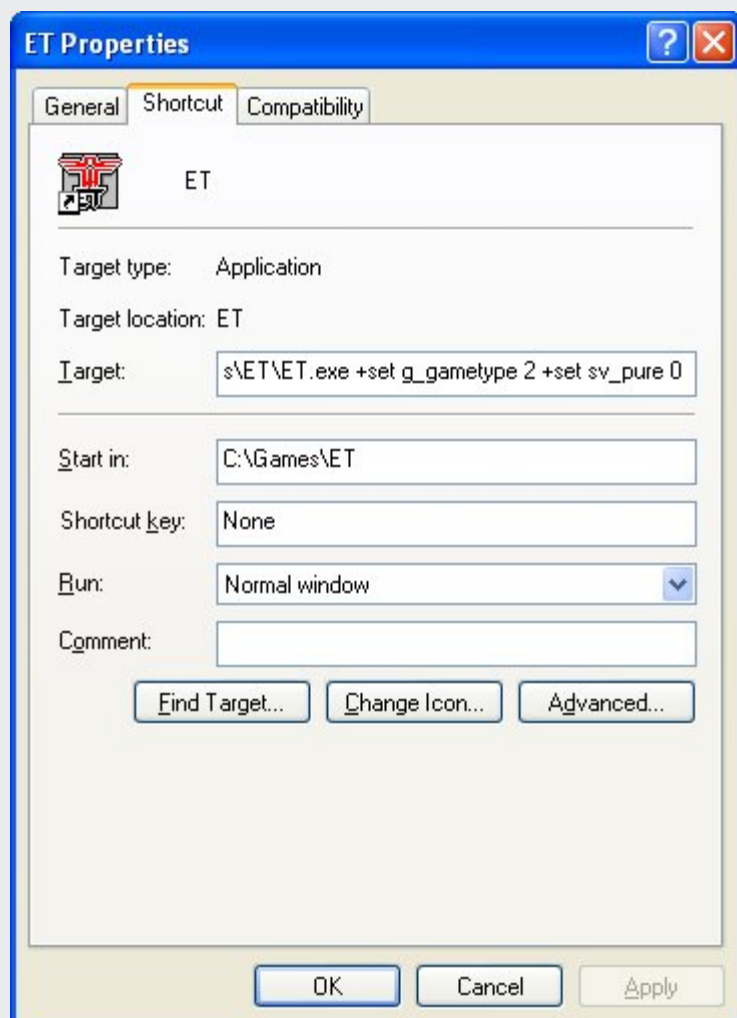 ET Properties
General Shortcut Compatibility
ET
Target type: Application
Target location: ET
Target: s\ET\ET.exe +set g_gametype 2 +set sv_pure 0
Start in: C:\Games\ET
Shortcut key: None
Run: Normal window
Comment:
Find Target... Change Icon... Advanced...
OK Cancel Apply